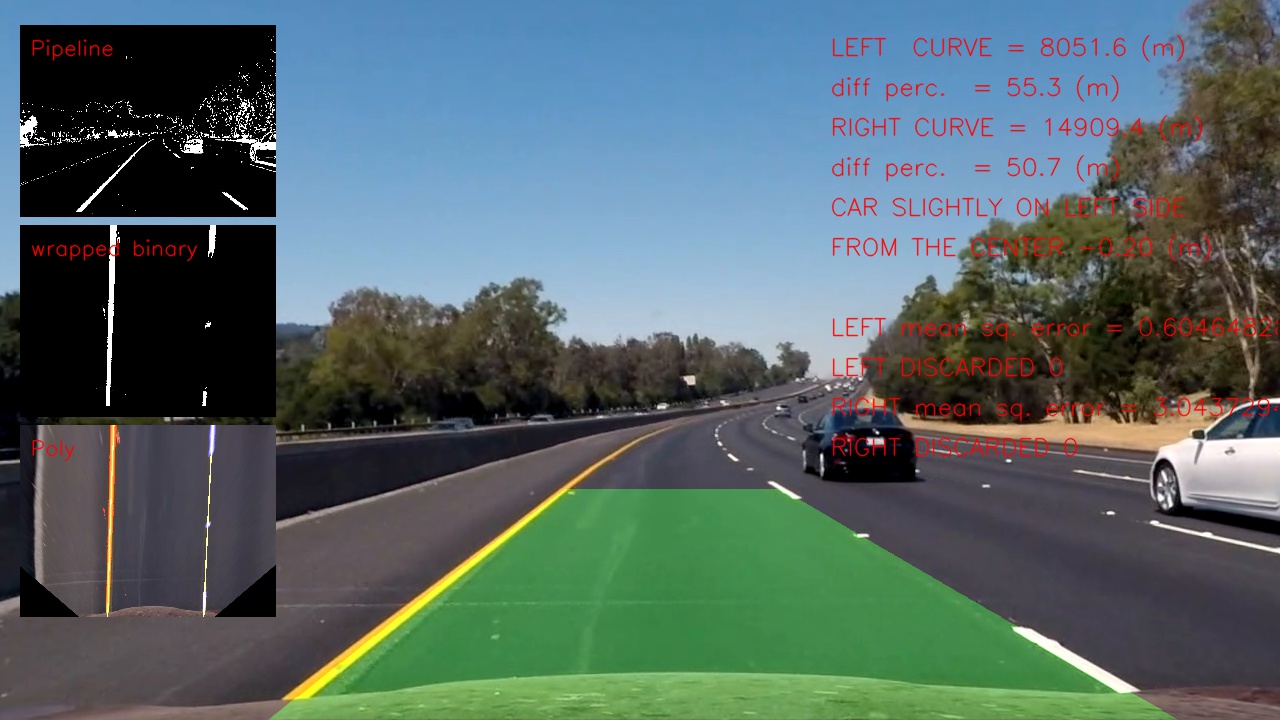 Pipeline
wrapped binary
Poly
LEFT CURVE = 8051.6 (m)
diff perc. = 55.3 (m)
RIGHT CURVE = 14909.4 (m)
diff perc. = 50.7 (m)
CAR SLIGHTLY ON LEFT SIDE
FROM THE CENTER -0.20 (m)
LEFT mean sq. error = 0.6046482
LEFT DISCARDED 0
RIGHT mean sq. error = 3.043729
RIGHT DISCARDED 0